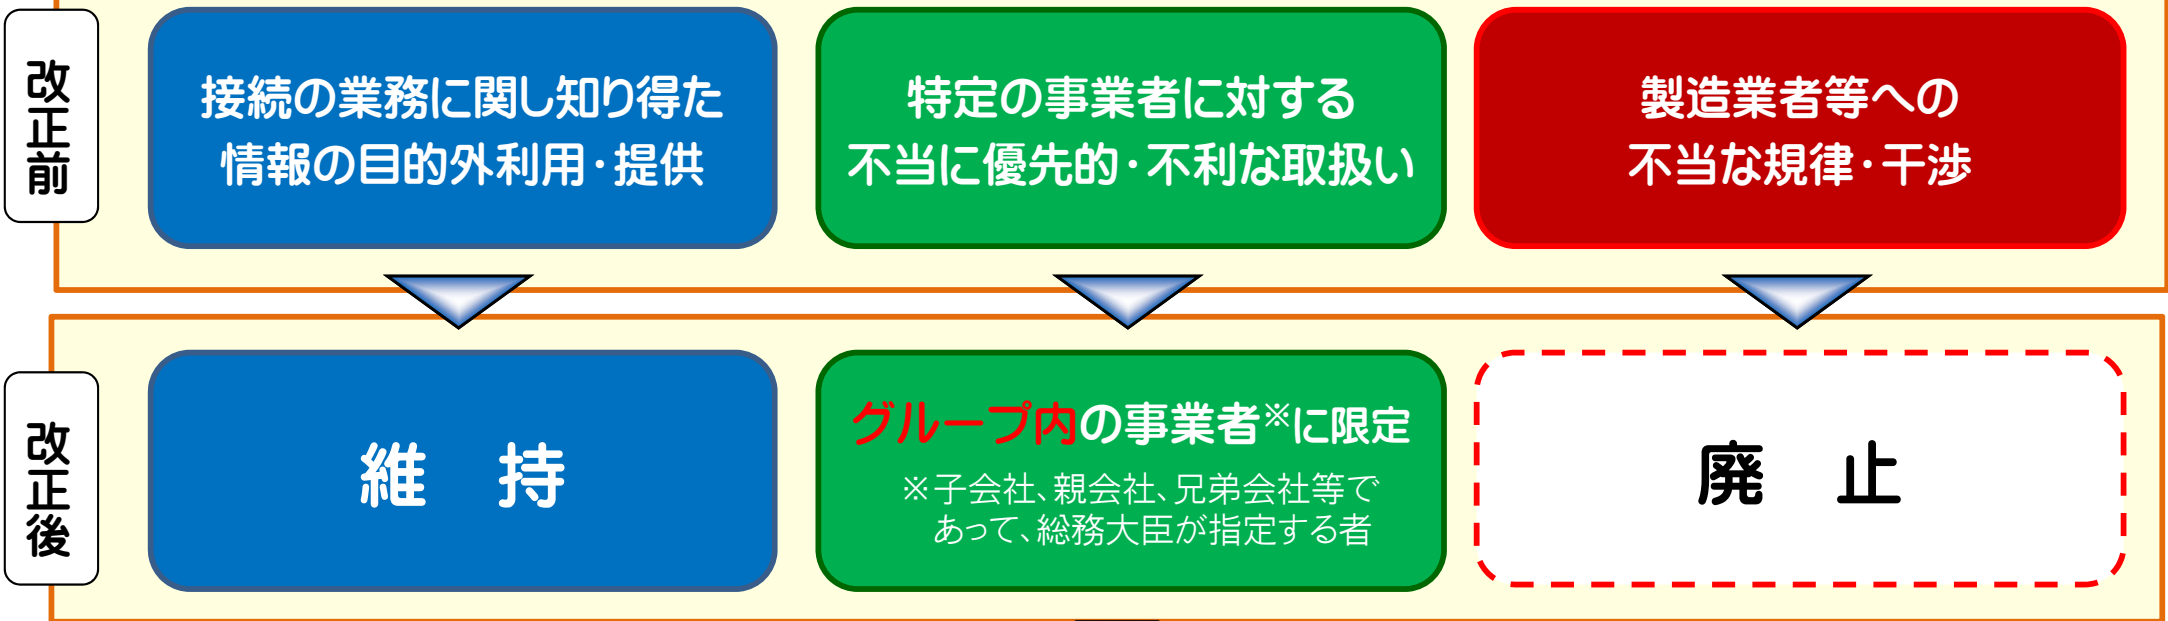 改正前
接続の業務に関し知り得た
情報の目的外利用・提供
特定の事業者に対する
不当に優先的・不利な取扱い
製造業者等への
不当な規律・干渉
改正後
維　持
グループ内の事業者※に限定
※子会社、親会社、兄弟会社等で
あって、総務大臣が指定する者
廃　止